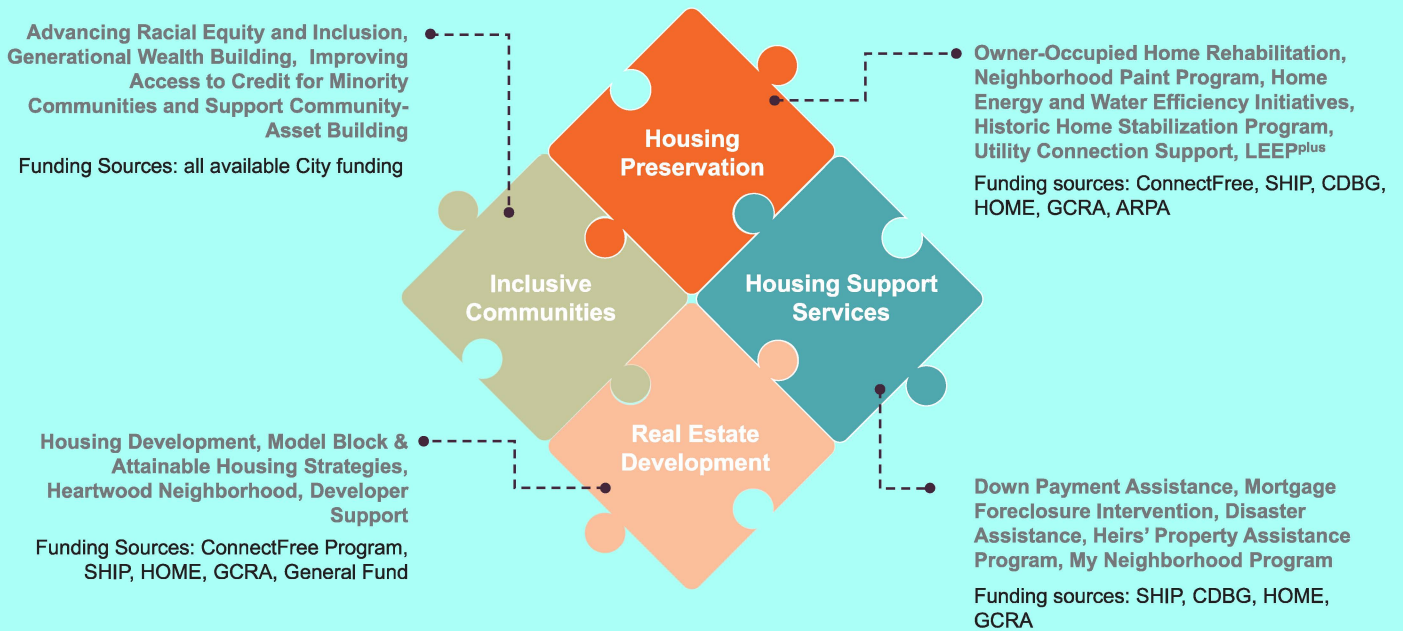 Advancing Racial Equity and Inclusion,
Generational Wealth Building,  Improving
Access to Credit for Minority
Communities and Support Community-
Asset Building
Funding Sources: all available City funding
Owner-Occupied Home Rehabilitation,
Neighborhood Paint Program, Home
Energy and Water Efficiency Initiatives,
Historic Home Stabilization Program,
Utility Connection Support, LEEPplus
Funding sources: ConnectFree, SHIP, CDBG,
HOME, GCRA, ARPA
Housing
Preservation
Inclusive
Communities
Housing Support
Services
Real Estate
Development
Housing Development, Model Block &
Attainable Housing Strategies,
Heartwood Neighborhood, Developer
Support
Funding Sources: ConnectFree Program,
SHIP, HOME, GCRA, General Fund
Down Payment Assistance, Mortgage
Foreclosure Intervention, Disaster
Assistance, Heirs’ Property Assistance
Program, My Neighborhood Program
Funding sources: SHIP, CDBG, HOME,
GCRA